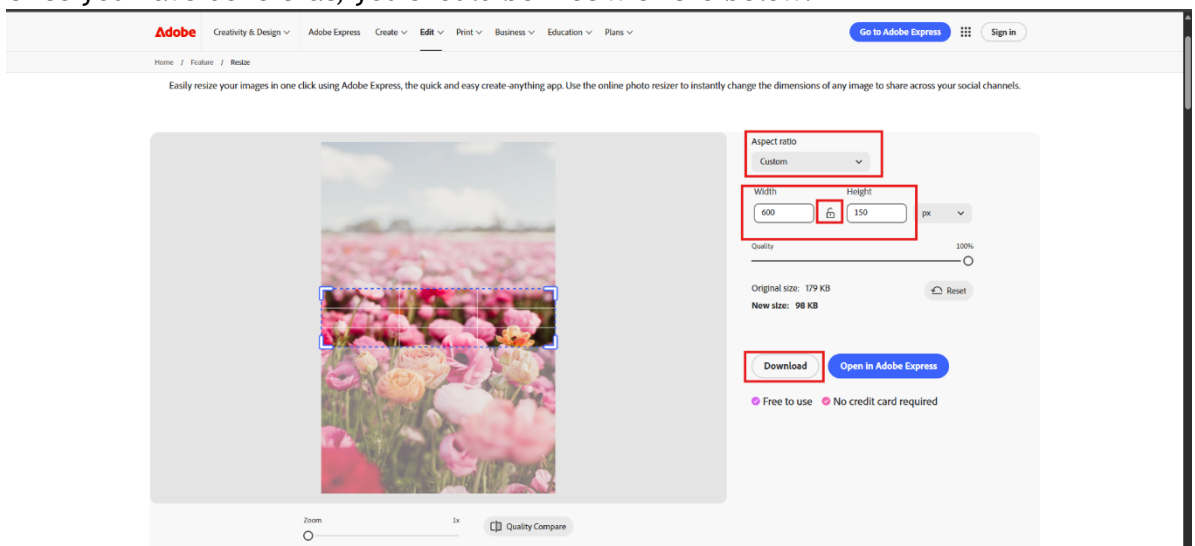 Adobe Creativity & Design Adobe Express Create Edit Print Business Education Plans Go to Adobe Express Sign in
Home / Feature / Resize
Easily resize your images in one click using Adobe Express, the quick and easy create-anything app. Use the online photo resizer to instantly change the dimensions of any image to share across your social channels.
Aspect ratio
Custom
Width Height
600 150 px
Quality 100%
Original size: 179 KB Reset
New size: 98 KB
Download Open in Adobe Express
Free to use No credit card required
Zoom 1x Quality Compare